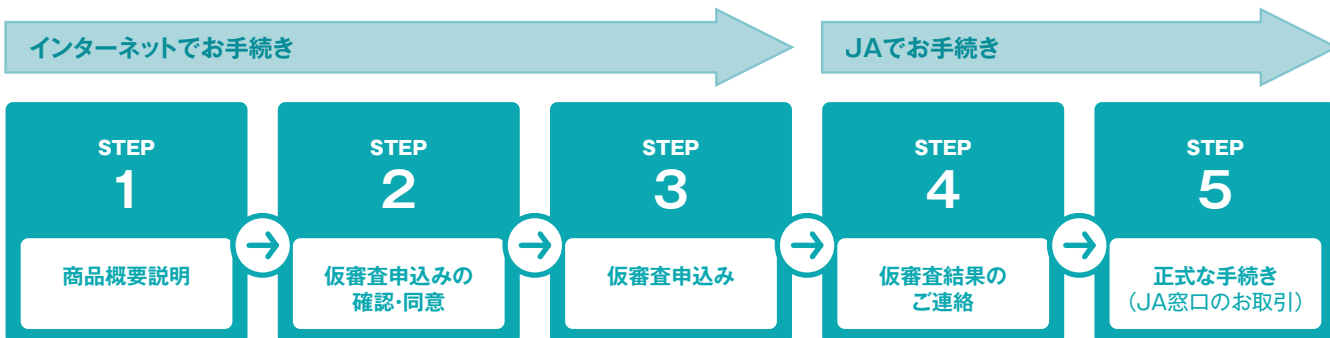 インターネットでお手続き
JAでお手続き
STEP
1
商品概要説明
STEP
2
仮審査申込みの
確認・同意
STEP
3
仮審査申込み
STEP
4
仮審査結果の
ご連絡
STEP
5
正式な手続き
(JA窓口のお取引)